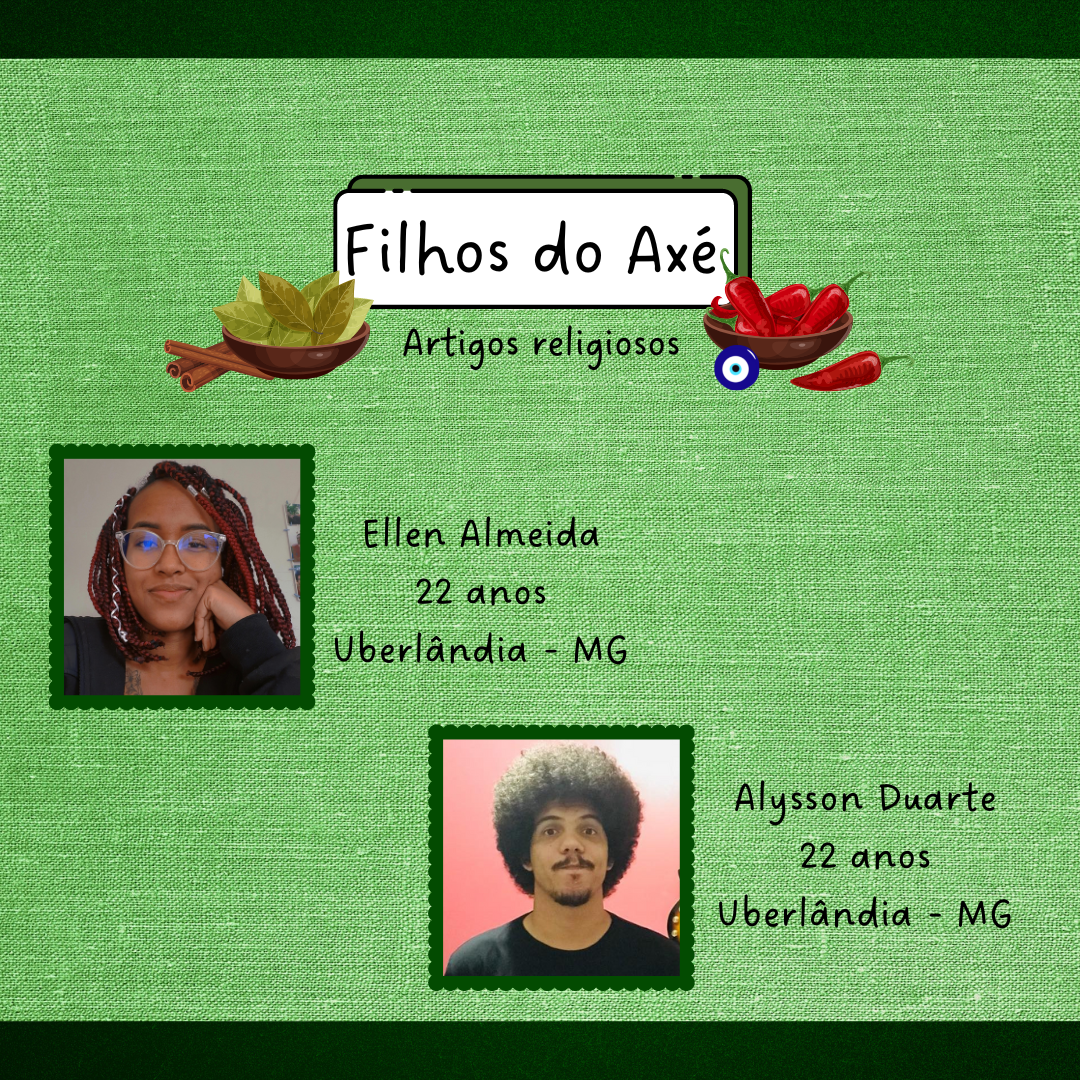 Filhos do Axé
Artigos religiosos
Ellen Almeida
22 anos
Uberlândia - MG
Alysson Duarte
22 anos
Uberlândia - MG